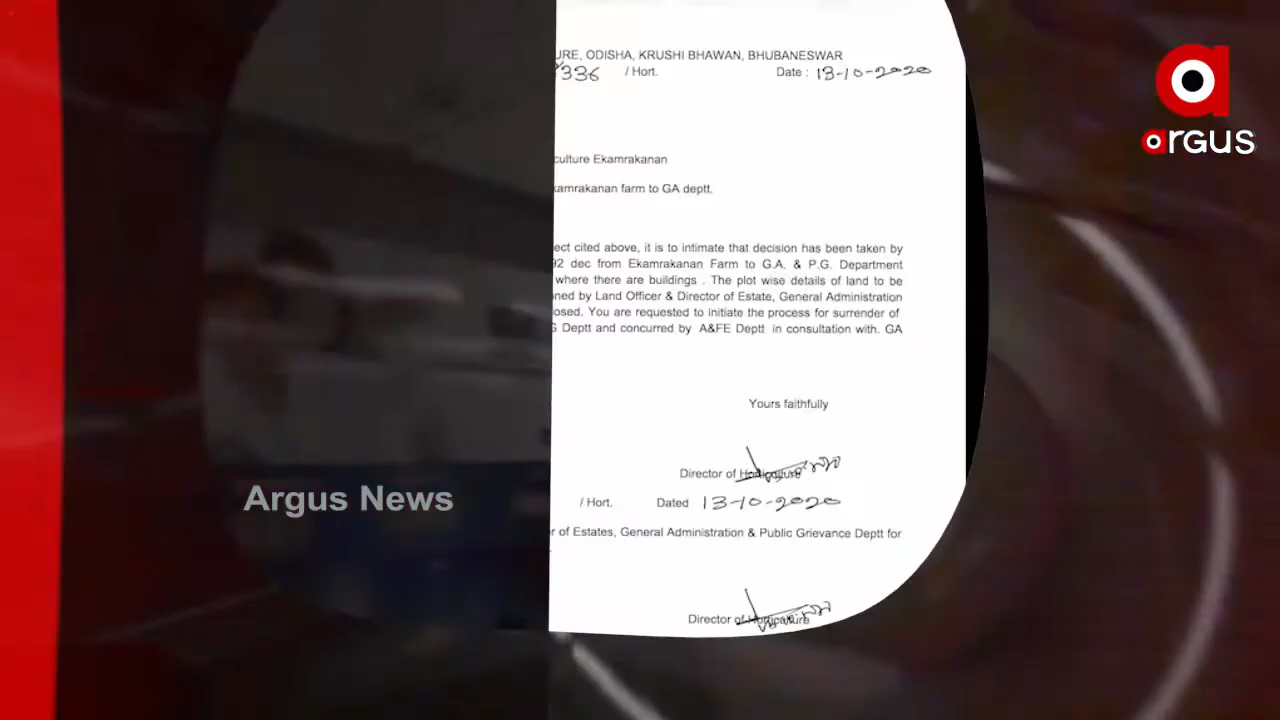 URE, ODISHA, KRUSHI BHAWAN, BHUBANESWAR
336 / Hort. Date : 13-10-2020
argus
culture Ekamrakanan
kamrakanan farm to GA deptt.
ect cited above, it is to intimate that decision has been taken by
92 dec from Ekamrakanan Farm to G.A. & P.G. Department
where there are buildings . The plot wise details of land to be
ned by Land Officer & Director of Estate, General Administration
osed. You are requested to initiate the process for surrender of
S Deptt and concurred by A&FE Deptt in consultation with. GA
Yours faithfully
Director of Horticulture
Argus News
/ Hort. Dated 13-10-2020
r of Estates, General Administration & Public Grievance Deptt for
Director of Horticulture